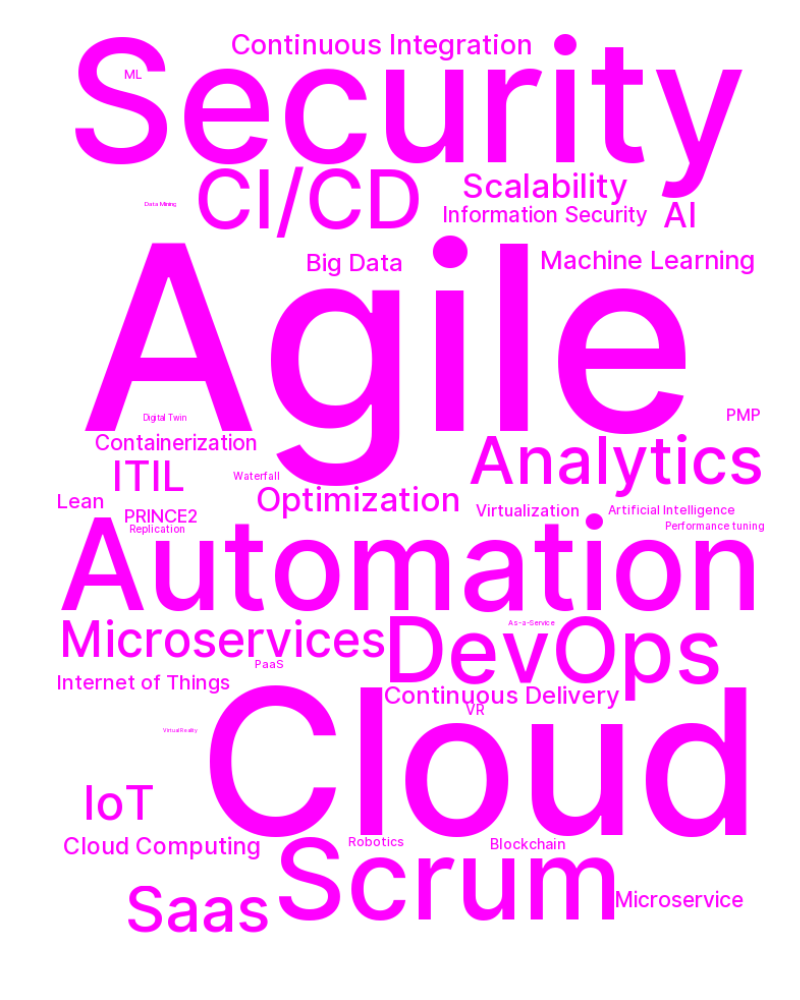 Continuous Integration
Security
ML
CI/CD
Scalability
Data Mining
Information Security
AI
Agile
Big Data
Machine Learning
Digital Twin
PMP
Containerization
Analytics
ITIL
Waterfall
Optimization
Lean
PRINCE2
Virtualization
Artificial Intelligence
Replication
Performance tuning
Automation
Microservices
DevOps
As-a-Service
PaaS
Internet of Things
Continuous Delivery
VR
Cloud
Virtual Reality
IoT
Cloud Computing
Robotics
Blockchain
Scrum
Saas
Microservice